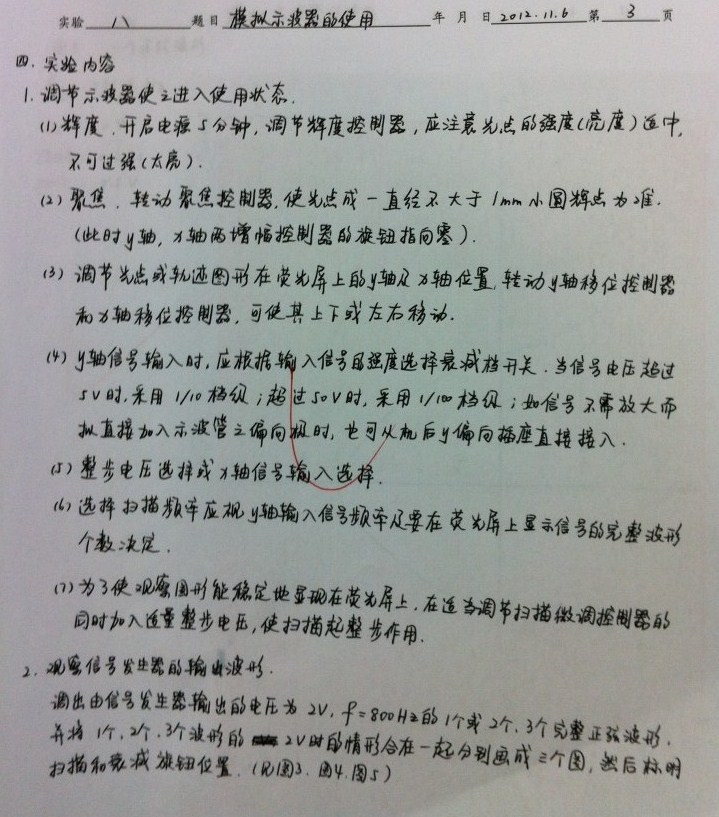 实验 11 题目 模拟示波器的使用 年 月 日 2012.11.6 第 3 页
四. 实验内容
1. 调节示波器使之进入使用状态.
(1) 辉度. 开启电源5分钟, 调节辉度控制器, 应注意光点的强度(亮度)适中,
不可过强(太亮).
(2) 聚焦. 转动聚焦控制器, 使光点成一直径不大于1mm小圆辉点为准.
(此时y轴, x轴两增幅控制器的旋钮指向零).
(3) 调节光点或轨迹图形在荧光屏上的y轴及x轴位置, 转动y轴移位控制器
和x轴移位控制器, 可使其上下或左右移动.
(4) y轴信号输入时, 应根据输入信号的强度选择衰减档开关. 当信号电压超过
5V时, 采用1/10档级; 超过50V时, 采用1/100档级; 如信号不需放大而
拟直接加入示波管之偏向极时, 也可从机后y偏向插座直接接入.
(5) 整步电压选择或x轴信号输入选择.
(6) 选择扫描频率应视y轴输入信号频率及要在荧光屏上显示信号的完整波形
个数决定.
(7) 为了使观察图形能稳定地显现在荧光屏上, 在适当调节扫描微调控制器的
同时加入适量整步电压, 使扫描起整步作用.
2. 观察信号发生器的输出波形.
调出由信号发生器输出的电压为2V, f=800Hz的1个或2个、3个完整正弦波形.
并将1个、2个、3个波形的 2V时的情形合在一起分别画成三个图, 然后标明
扫描和衰减旋钮位置. (见图3. 图4. 图5)